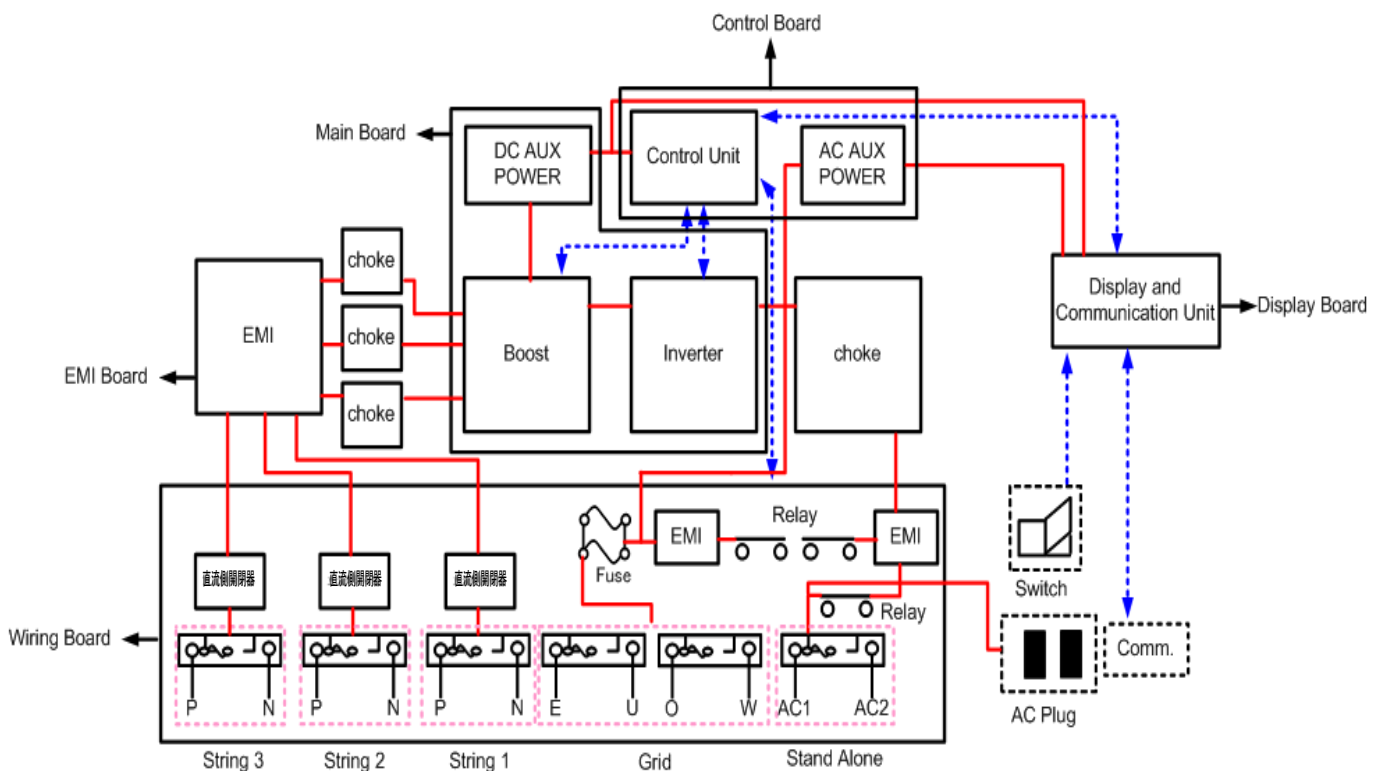 Control Board
Main Board
DC AUX
POWER
Control Unit
AC AUX
POWER
choke
choke
choke
EMI
EMI Board
Boost
Inverter
choke
Display and
Communication Unit
Display Board
Relay
EMI
EMI
Fuse
Relay
Switch
直流側開閉器
直流側開閉器
直流側開閉器
Wiring Board
P N
P N
P N
E U
O W
AC1 AC2
Comm.
AC Plug
String 3
String 2
String 1
Grid
Stand Alone